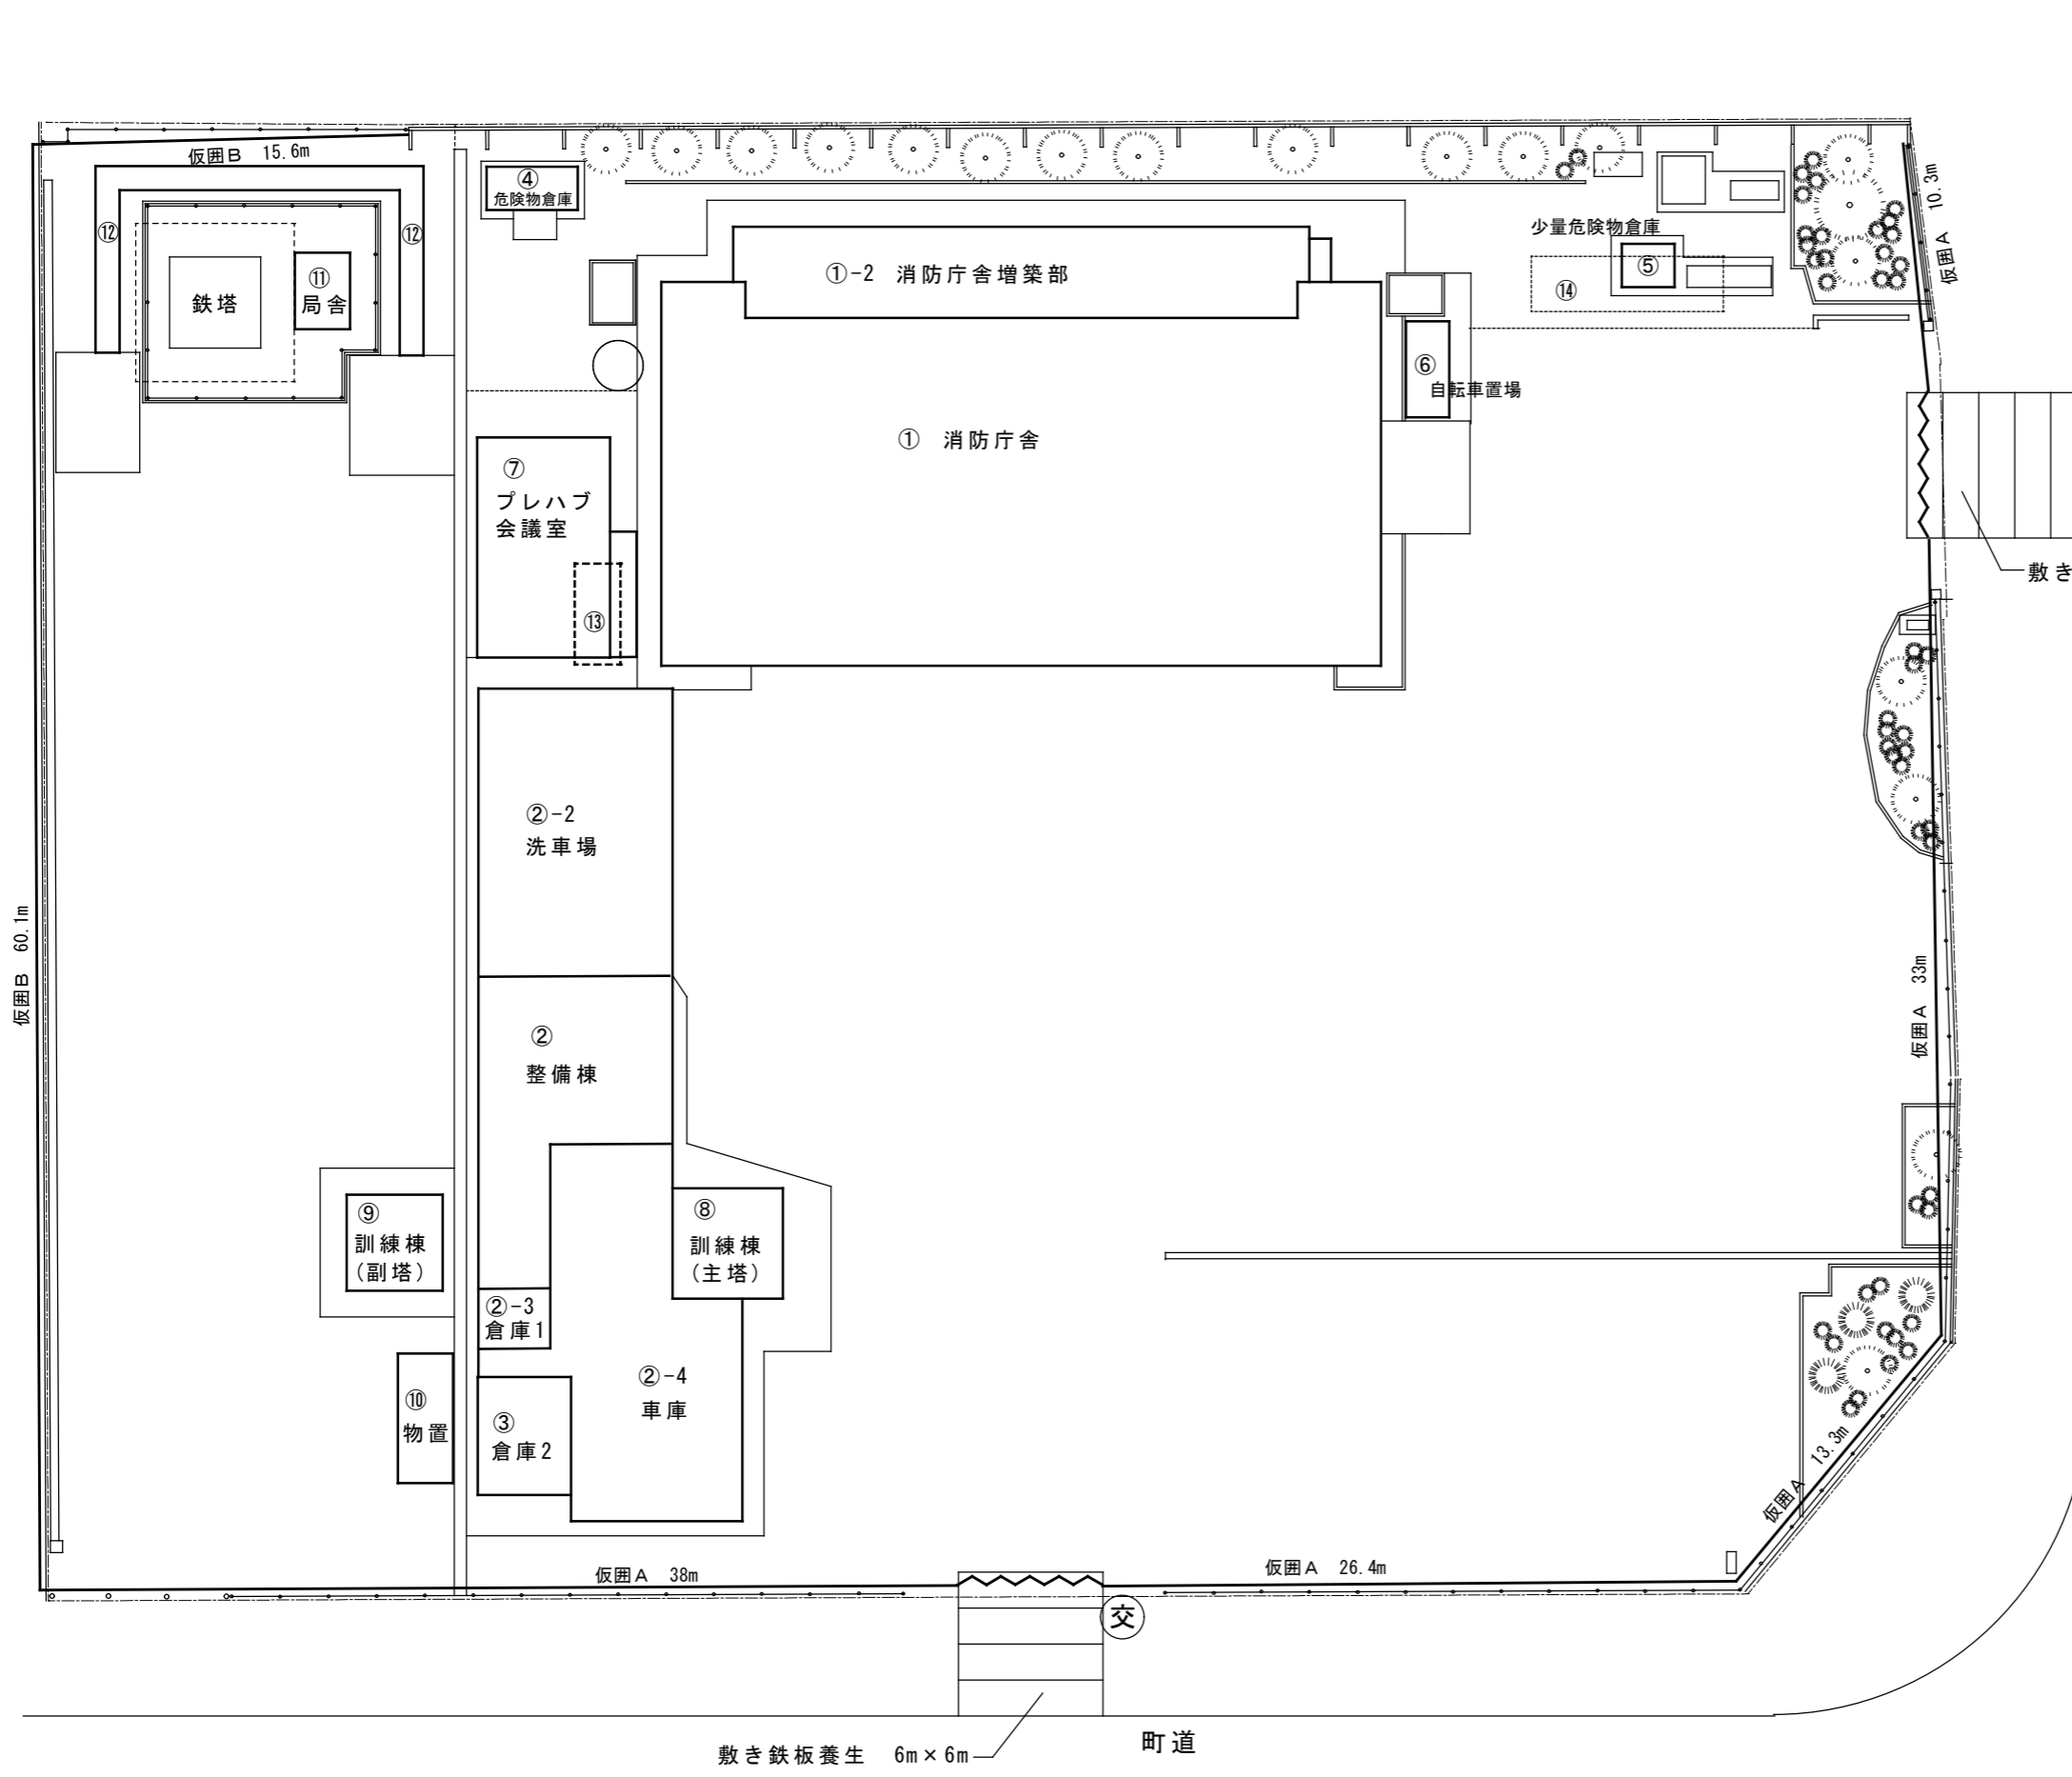 仮囲Ｂ　15.6m
④
危険物倉庫
⑫
⑫
⑪
局舎
鉄塔
①-2　消防庁舎増築部
少量危険物倉庫
⑤
⑭
仮囲Ａ　10.3m
⑥
自転車置場
①　消防庁舎
⑦
プレハブ
会議室
⑬
敷き
②-2
洗車場
仮囲Ｂ　60.1m
仮囲Ａ　33m
②
整備棟
⑨
訓練棟
(副塔)
⑧
訓練棟
(主塔)
②-3
倉庫1
②-4
車庫
⑩
物置
③
倉庫2
仮囲Ａ　13.3m
仮囲Ａ　38m
仮囲Ａ　26.4m
交
町道
敷き鉄板養生　6m×6m